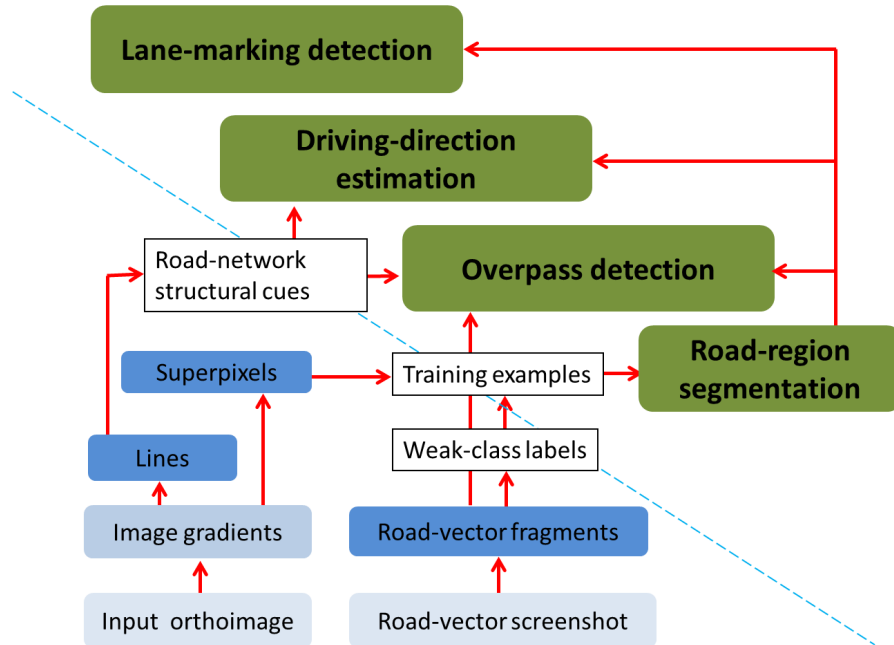 Lane-marking detection
Driving-direction
estimation
Road-network
structural cues
Overpass detection
Road-region
segmentation
Superpixels
Training examples
Lines
Weak-class labels
Image gradients
Road-vector fragments
Input orthoimage
Road-vector screenshot